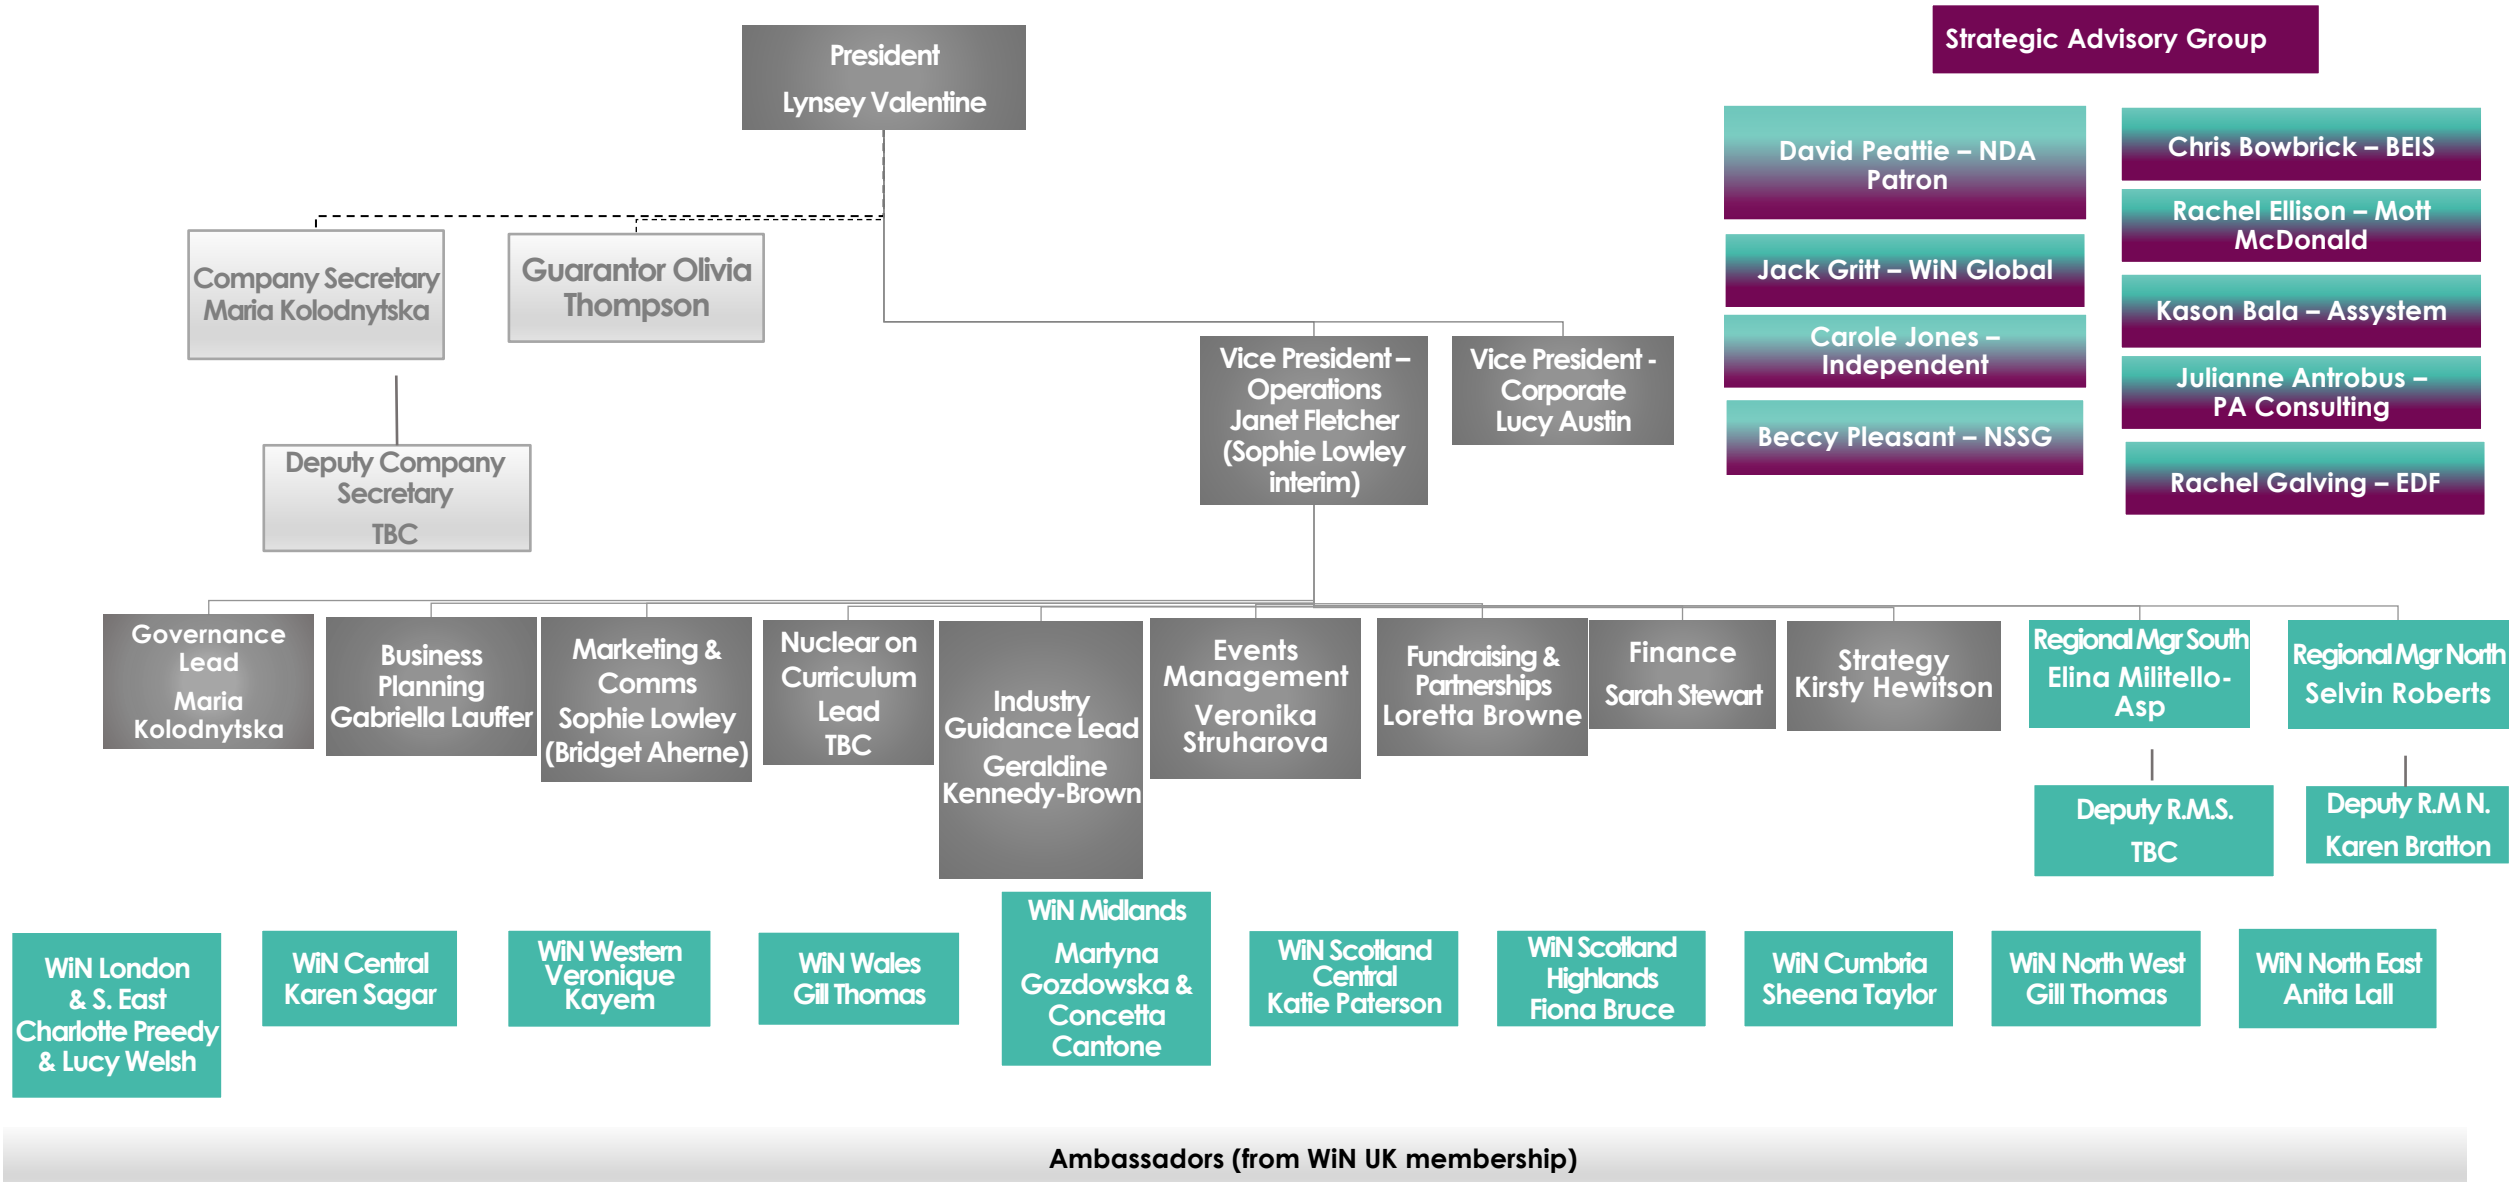 President
Lynsey Valentine
Strategic Advisory Group
David Peattie – NDA
Patron
Chris Bowbrick – BEIS
Rachel Ellison – Mott
McDonald
Jack Gritt – WiN Global
Kason Bala – Assystem
Carole Jones –
Independent
Julianne Antrobus –
PA Consulting
Beccy Pleasant – NSSG
Rachel Galving – EDF
Company Secretary
Maria Kolodnytska
Guarantor Olivia
Thompson
Vice President –
Operations
Janet Fletcher
(Sophie Lowley
interim)
Vice President -
Corporate
Lucy Austin
Deputy Company
Secretary
TBC
Governance
Lead
Maria
Kolodnytska
Business
Planning
Gabriella Lauffer
Marketing &
Comms
Sophie Lowley
(Bridget Aherne)
Nuclear on
Curriculum
Lead
TBC
Industry
Guidance Lead
Geraldine
Kennedy-Brown
Events
Management
Veronika
Struharova
Fundraising &
Partnerships
Loretta Browne
Finance
Sarah Stewart
Strategy
Kirsty Hewitson
Regional Mgr South
Elina Militello-
Asp
Regional Mgr North
Selvin Roberts
Deputy R.M.S.
TBC
Deputy R.M N.
Karen Bratton
WiN London
& S. East
Charlotte Preedy
& Lucy Welsh
WiN Central
Karen Sagar
WiN Western
Veronique
Kayem
WiN Wales
Gill Thomas
WiN Midlands
Martyna
Gozdowska &
Concetta
Cantone
WiN Scotland
Central
Katie Paterson
WiN Scotland
Highlands
Fiona Bruce
WiN Cumbria
Sheena Taylor
WiN North West
Gill Thomas
WiN North East
Anita Lall
Ambassadors (from WiN UK membership)